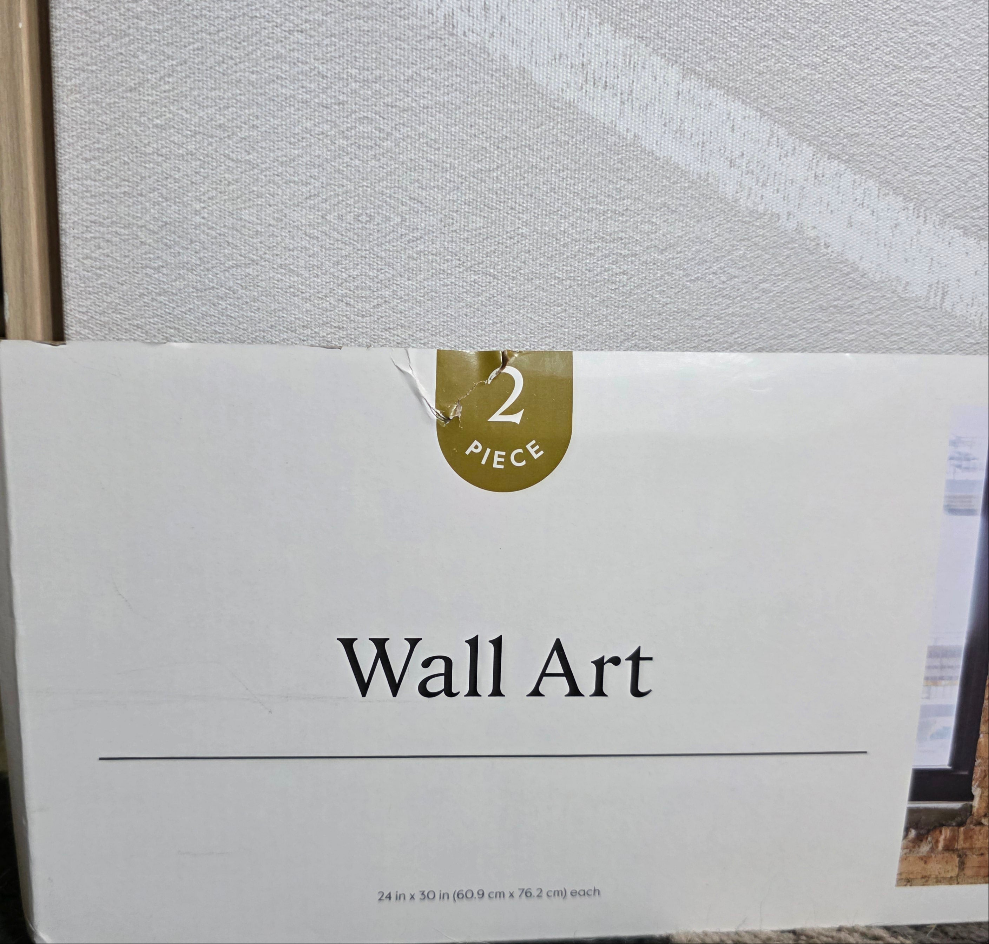 2
PIECE
Wall Art
24 in x 30 in (60.9 cm x 76.2 cm) each